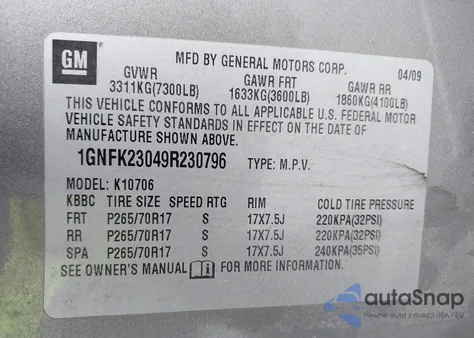 GM
MFD BY GENERAL MOTORS CORP.
04/09
GVWR GAWR FRT GAWR RR
3311KG(7300LB) 1633KG(3600LB) 1860KG(4100LB)
THIS VEHICLE CONFORMS TO ALL APPLICABLE U.S. FEDERAL MOTOR
VEHICLE SAFETY STANDARDS IN EFFECT ON THE DATE OF
MANUFACTURE SHOWN ABOVE.
1GNFK23049R230796 TYPE: M.P.V.
MODEL: K10706
KBBC TIRE SIZE SPEED RTG RIM COLD TIRE PRESSURE
FRT P265/70R17 S 17X7.5J 220KPA(32PSI)
RR P265/70R17 S 17X7.5J 220KPA(32PSI)
SPA P265/70R17 S 17X7.5J 240KPA(35PSI)
SEE OWNER'S MANUAL FOR MORE INFORMATION.
autoSnap
Pewne auto z USA i EU